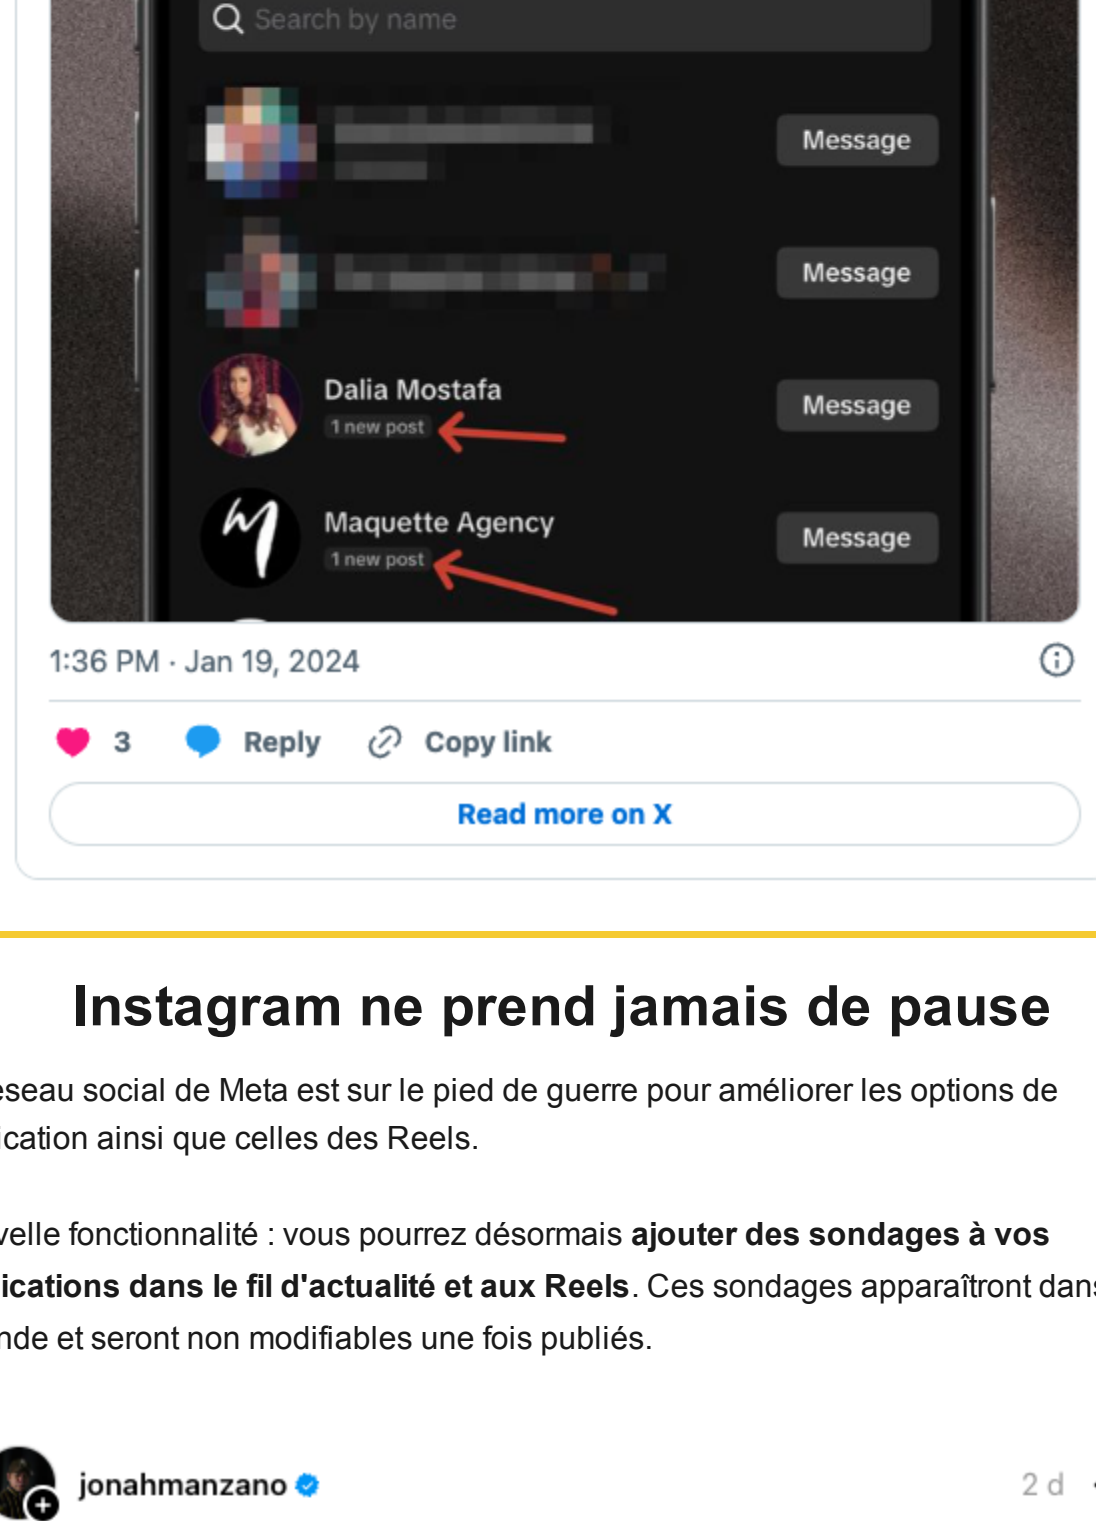 Search by name
Message
Message
Dalia Mostafa
1 new post
Message
Maquette Agency
1 new post
Message
1:36 PM · Jan 19, 2024
3 Reply Copy link
Read more on X
Instagram ne prend jamais de pause
eseau social de Meta est sur le pied de guerre pour améliorer les options de
ication ainsi que celles des Reels.
velle fonctionnalité : vous pourrez désormais ajouter des sondages à vos
ications dans le fil d'actualité et aux Reels. Ces sondages apparaîtront dans
nde et seront non modifiables une fois publiés.
jonahmanzano 2 d